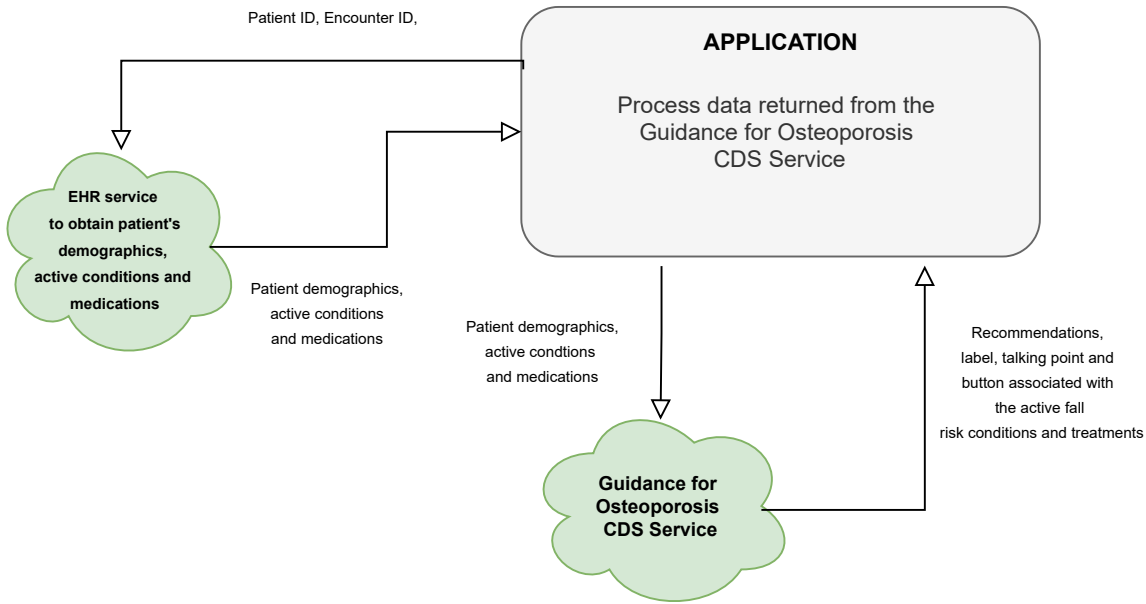 Patient ID, Encounter ID,
APPLICATION
Process data returned from the
Guidance for Osteoporosis
CDS Service
EHR service
to obtain patient's
demographics,
active conditions and
medications
Patient demographics,
active conditions
and medications
Patient demographics,
active condtions
and medications
Recommendations,
label, talking point and
button associated with
the active fall
risk conditions and treatments
Guidance for
Osteoporosis
CDS Service